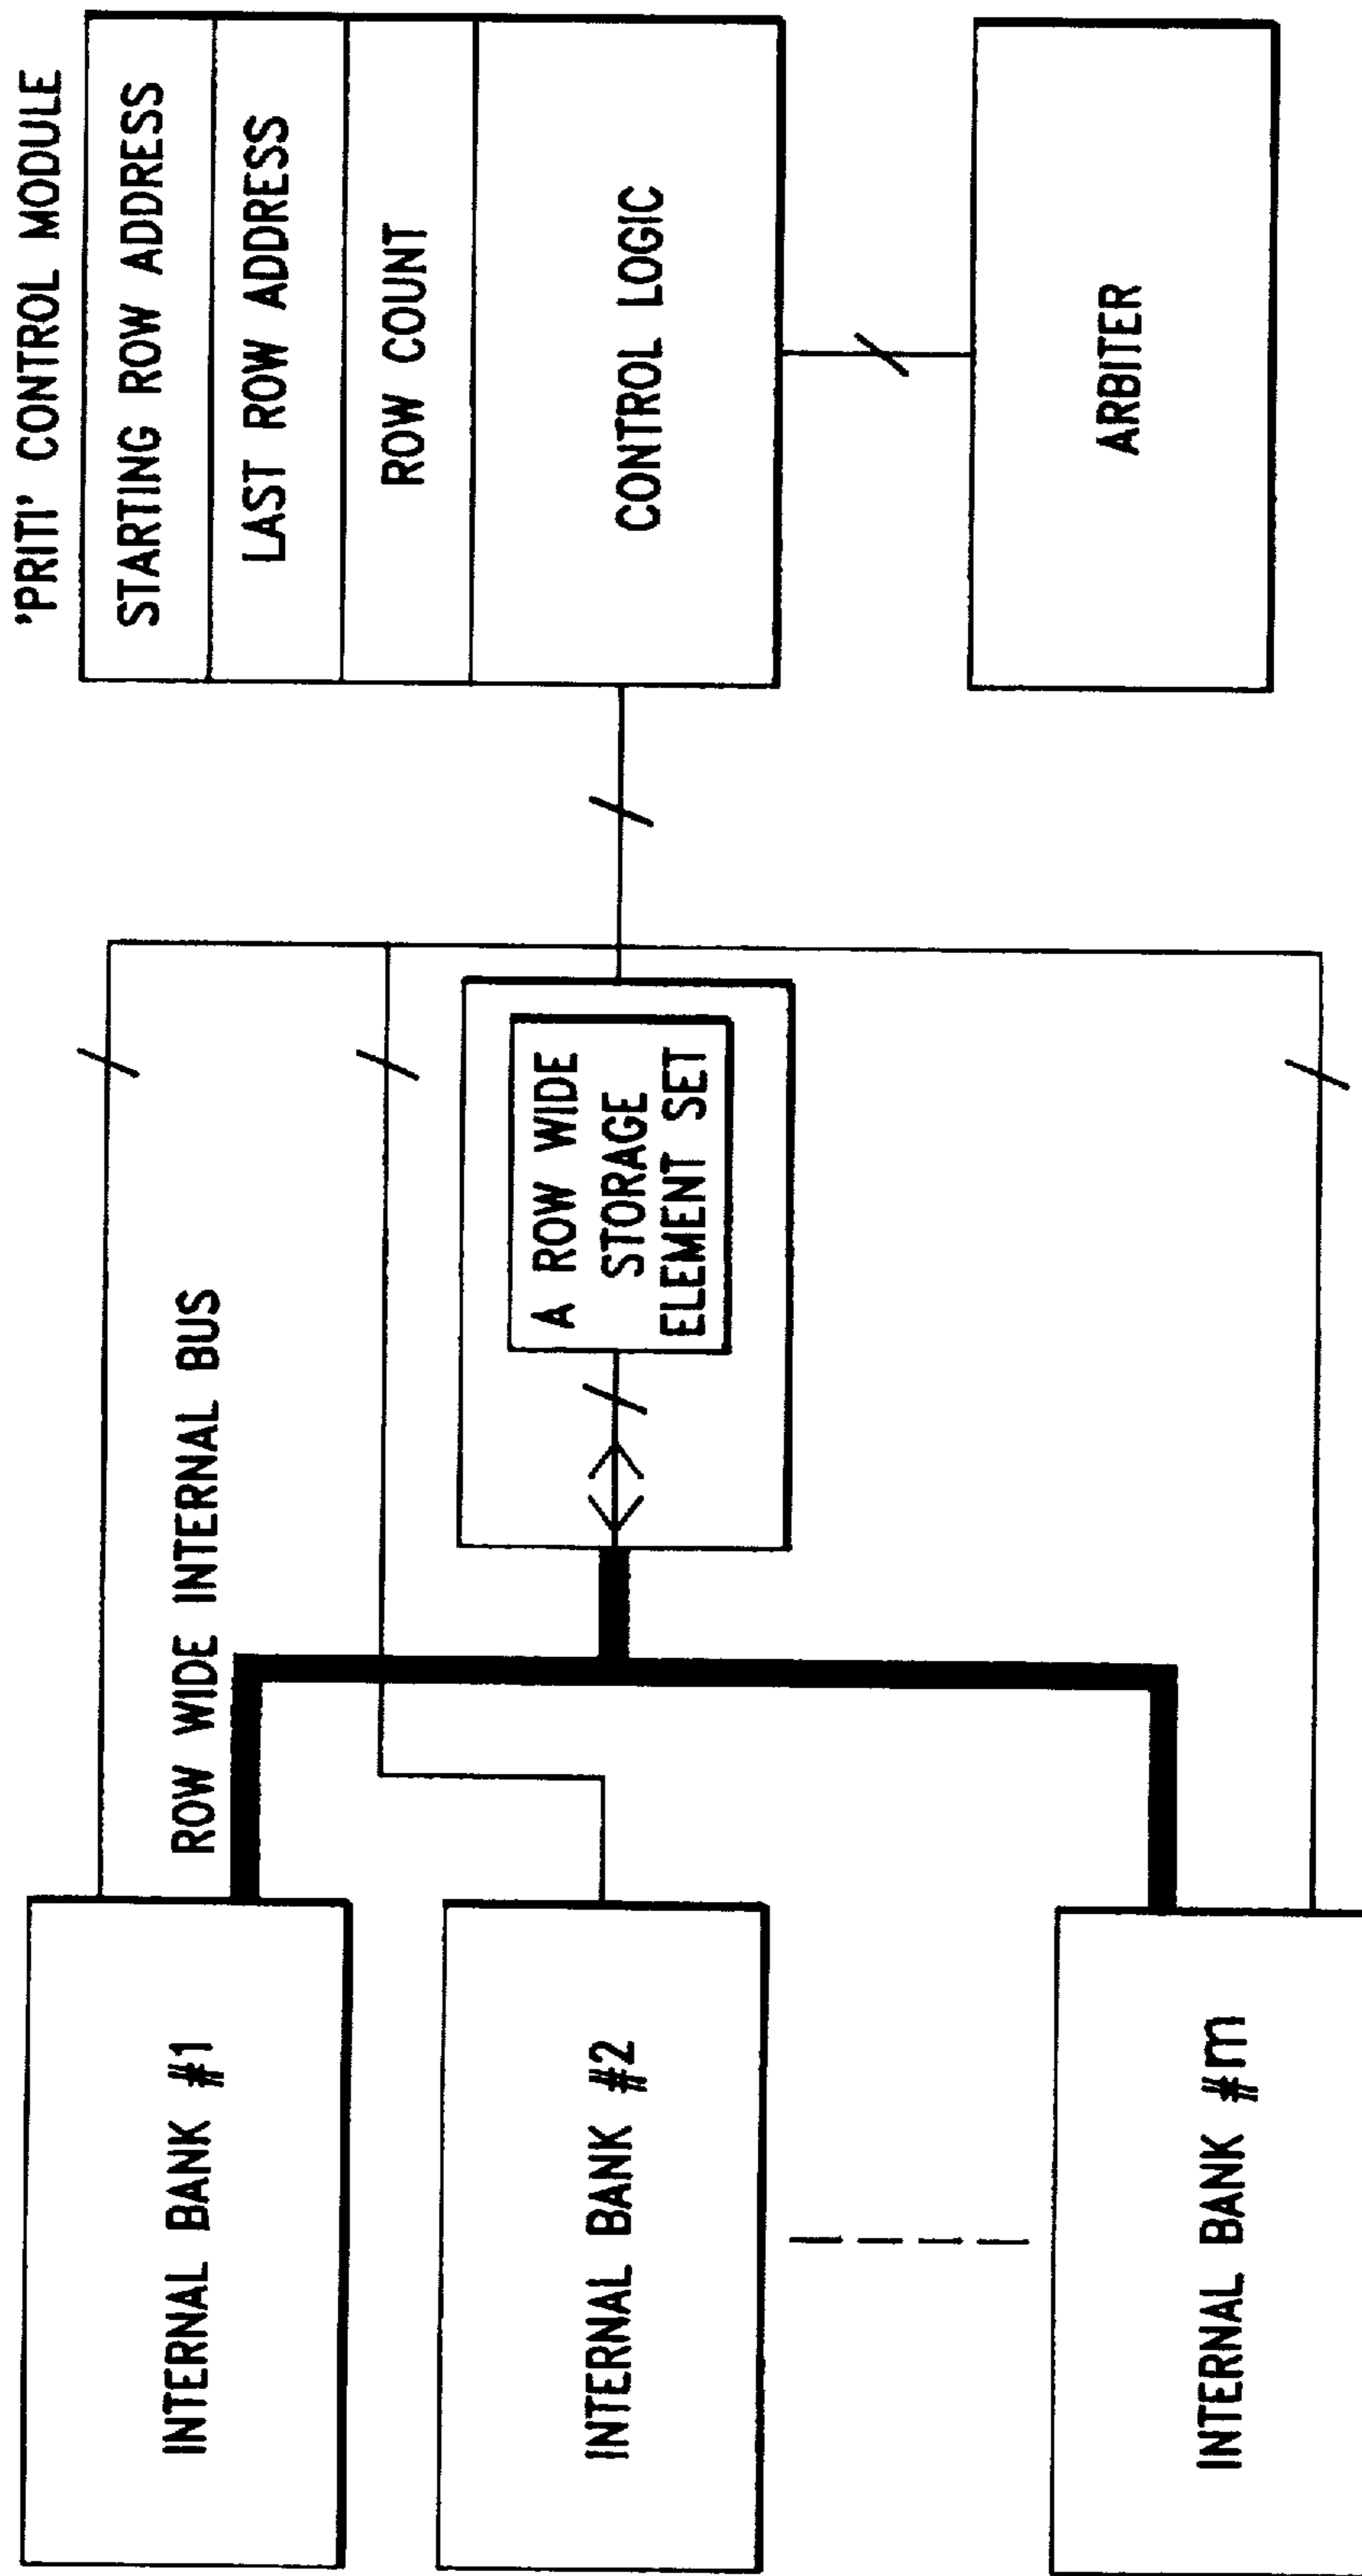 'PRITI' CONTROL MODULE
STARTING ROW ADDRESS
LAST ROW ADDRESS
ROW COUNT
CONTROL LOGIC
ARBITER
ROW WIDE INTERNAL BUS
A ROW WIDE
STORAGE
ELEMENT SET
INTERNAL BANK #1
INTERNAL BANK #2
INTERNAL BANK #m